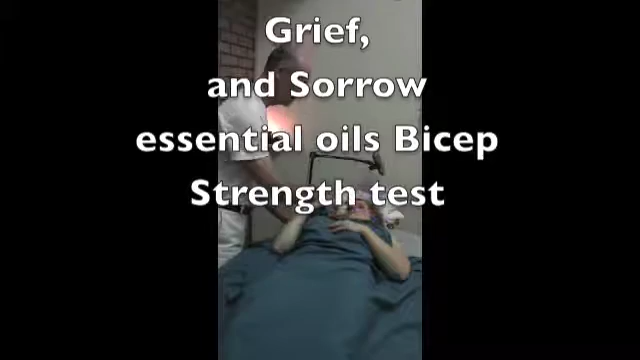 Grief,
and Sorrow
essential oils Bicep
Strength test